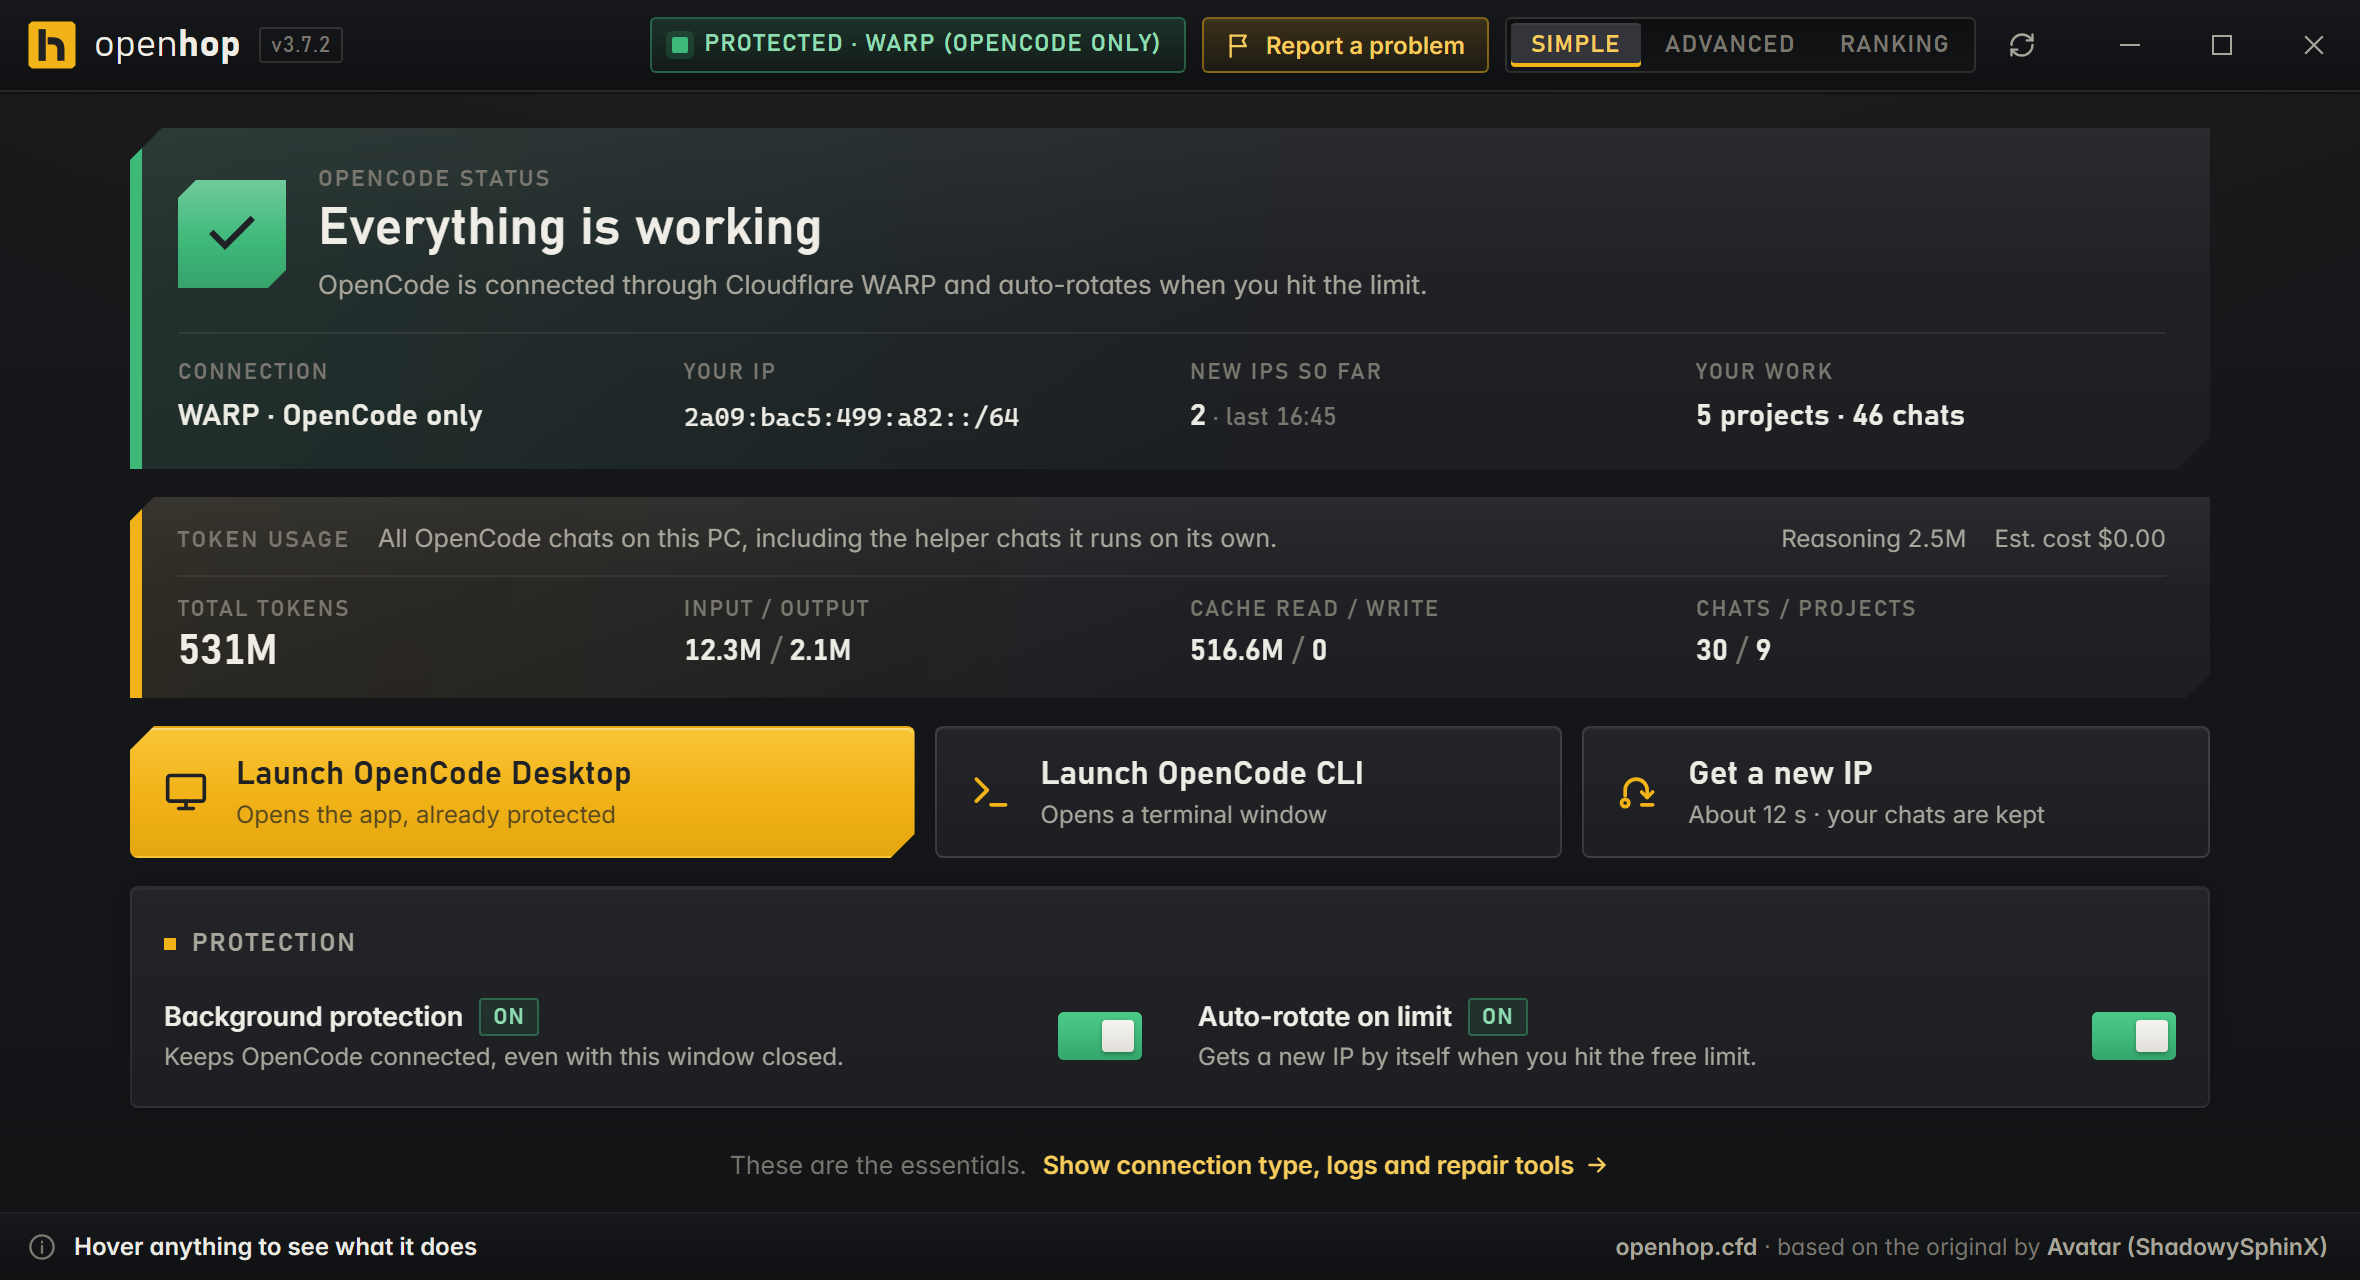 openhop v3.7.2
PROTECTED · WARP (OPENCODE ONLY)
Report a problem
SIMPLE ADVANCED RANKING
OPENCODE STATUS
Everything is working
OpenCode is connected through Cloudflare WARP and auto-rotates when you hit the limit.
CONNECTION YOUR IP NEW IPS SO FAR YOUR WORK
WARP · OpenCode only 2a09:bac5:499:a82::/64 2 · last 16:45 5 projects · 46 chats
TOKEN USAGE All OpenCode chats on this PC, including the helper chats it runs on its own. Reasoning 2.5M Est. cost $0.00
TOTAL TOKENS INPUT / OUTPUT CACHE READ / WRITE CHATS / PROJECTS
531M 12.3M / 2.1M 516.6M / 0 30 / 9
Launch OpenCode Desktop
Opens the app, already protected
Launch OpenCode CLI
Opens a terminal window
Get a new IP
About 12 s · your chats are kept
PROTECTION
Background protection ON
Keeps OpenCode connected, even with this window closed.
Auto-rotate on limit ON
Gets a new IP by itself when you hit the free limit.
These are the essentials. Show connection type, logs and repair tools →
Hover anything to see what it does
openhop.cfd · based on the original by Avatar (ShadowySphinX)